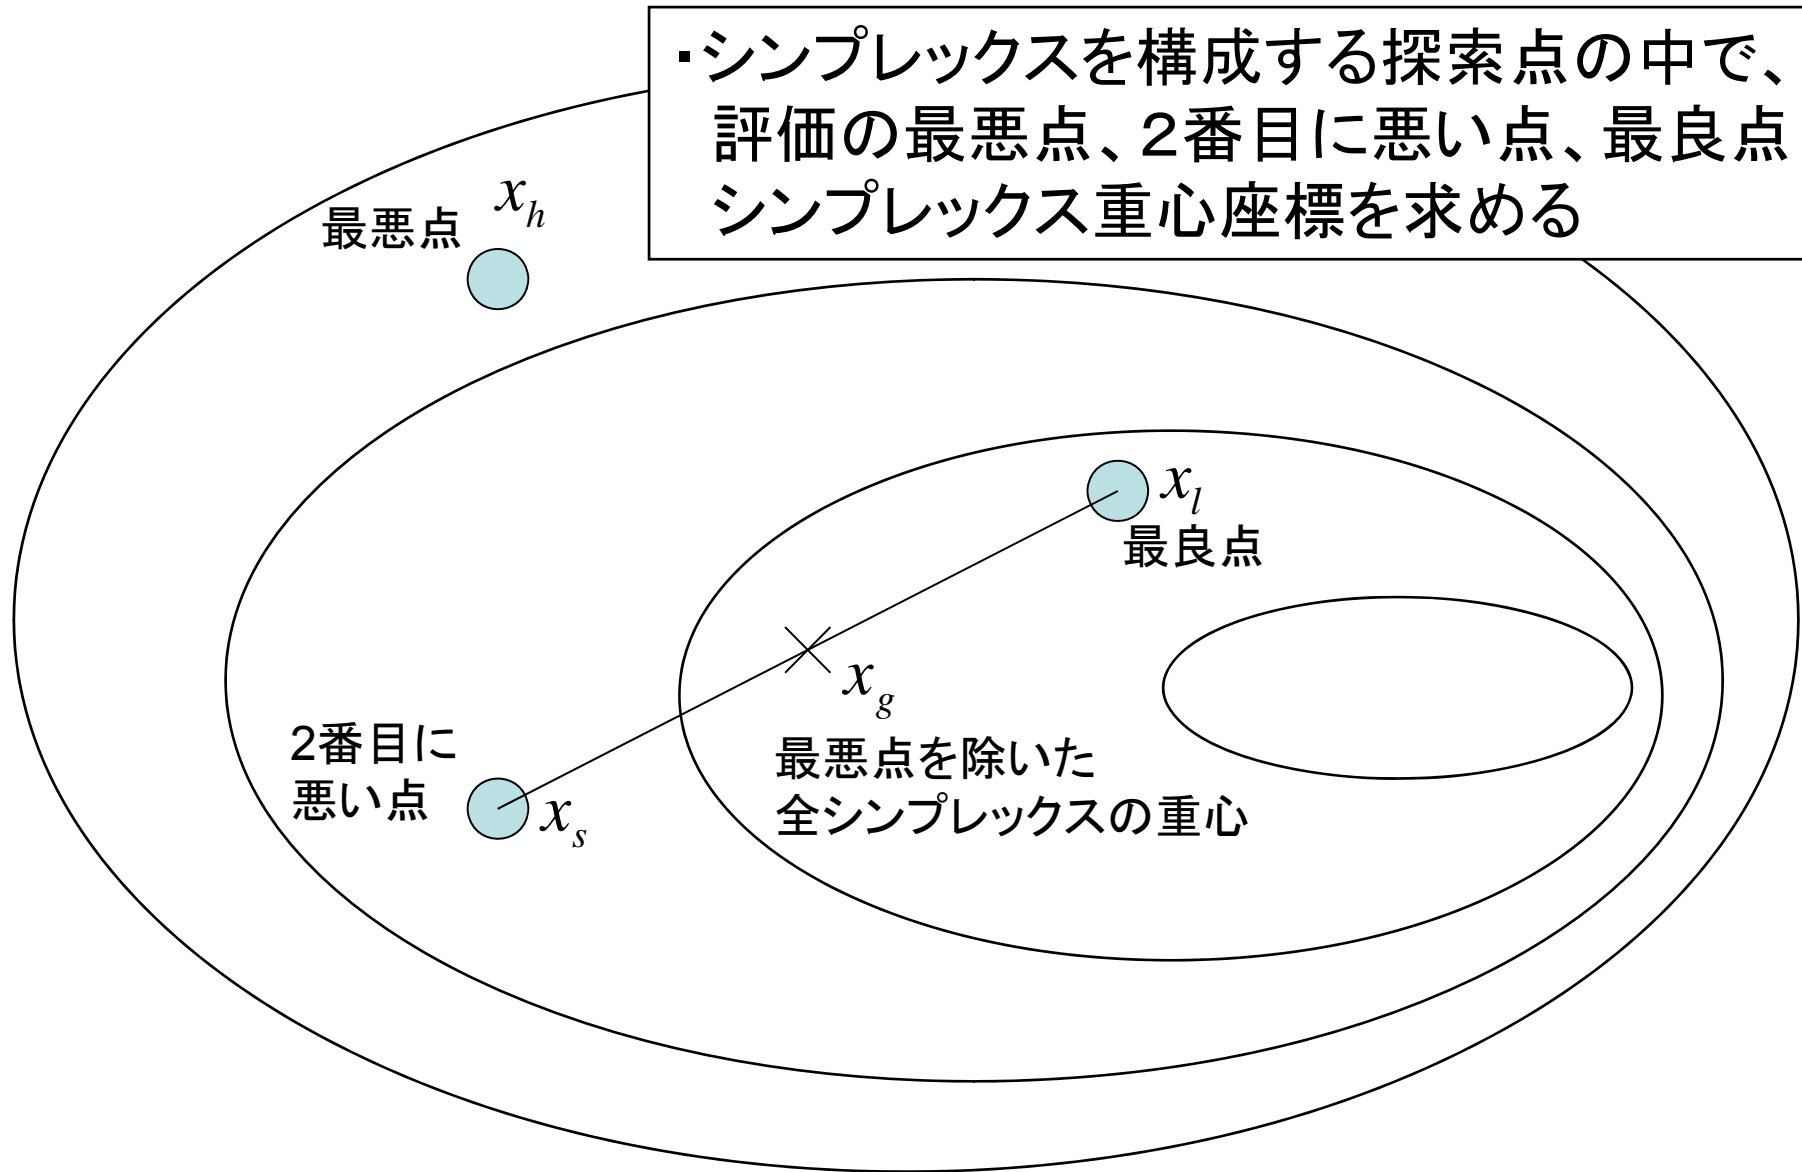 ・シンプレックスを構成する探索点の中で、
評価の最悪点、2番目に悪い点、最良点
シンプレックス重心座標を求める
最悪点
x_h
x_l
最良点
x_g
最悪点を除いた
全シンプレックスの重心
2番目に
悪い点
x_s